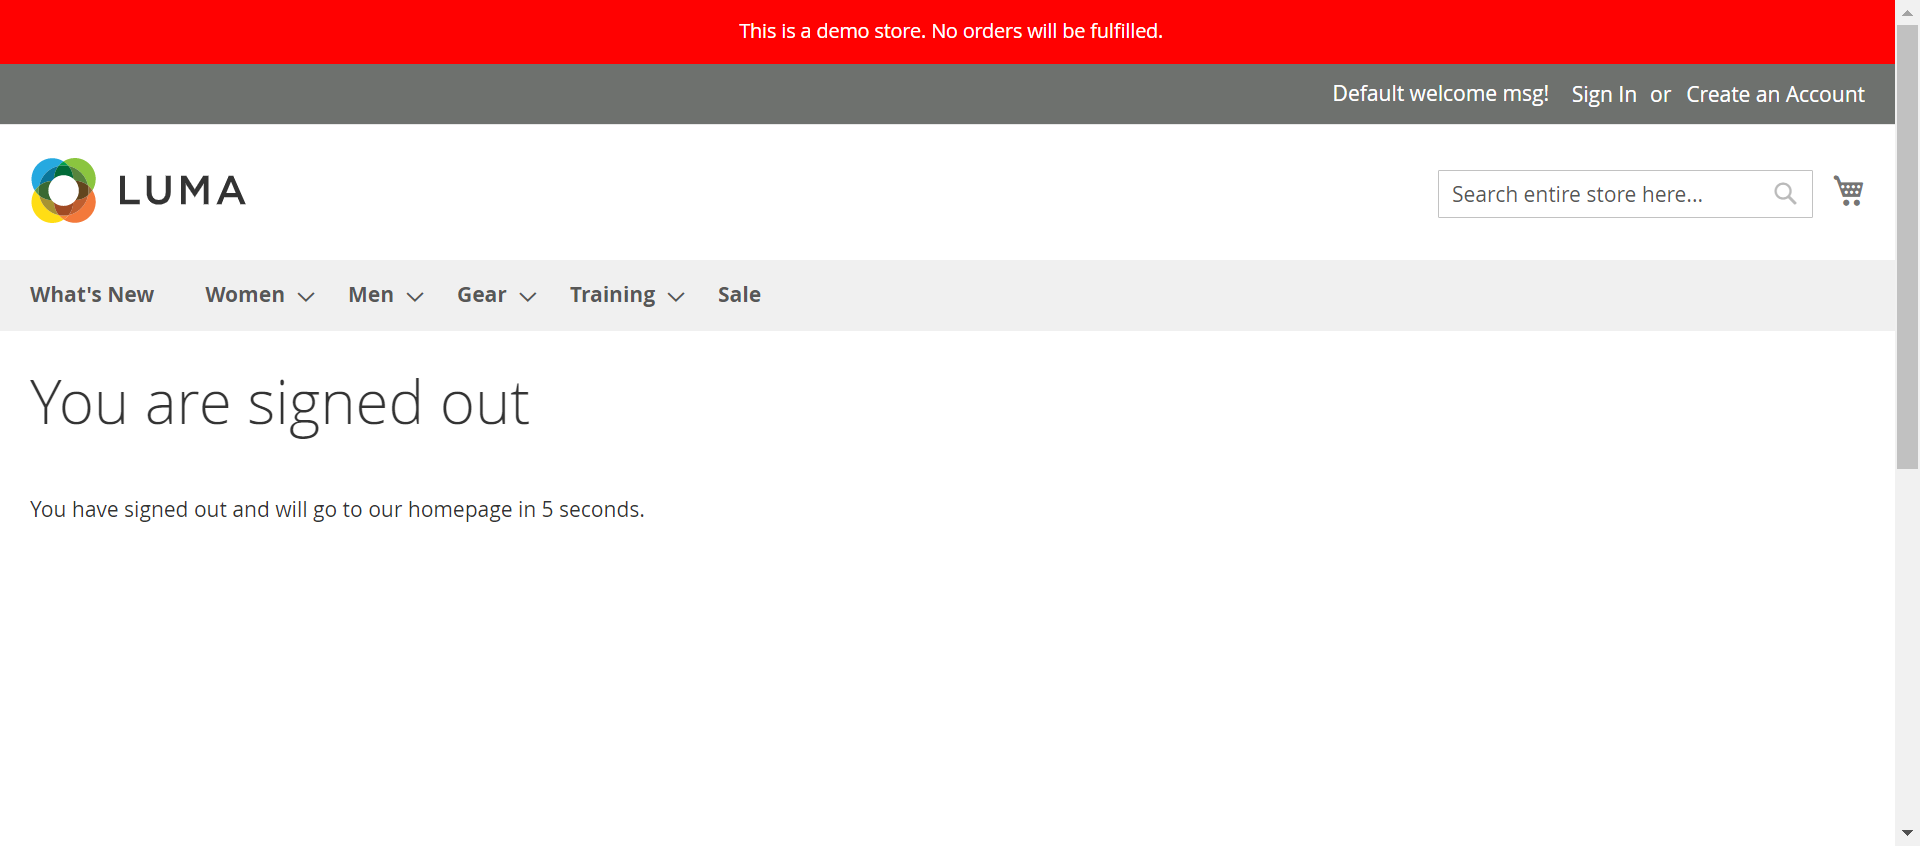 This is a demo store. No orders will be fulfilled.
Default welcome msg! Sign In or Create an Account
LUMA
Search entire store here...
What's New Women Men Gear Training Sale
You are signed out
You have signed out and will go to our homepage in 5 seconds.